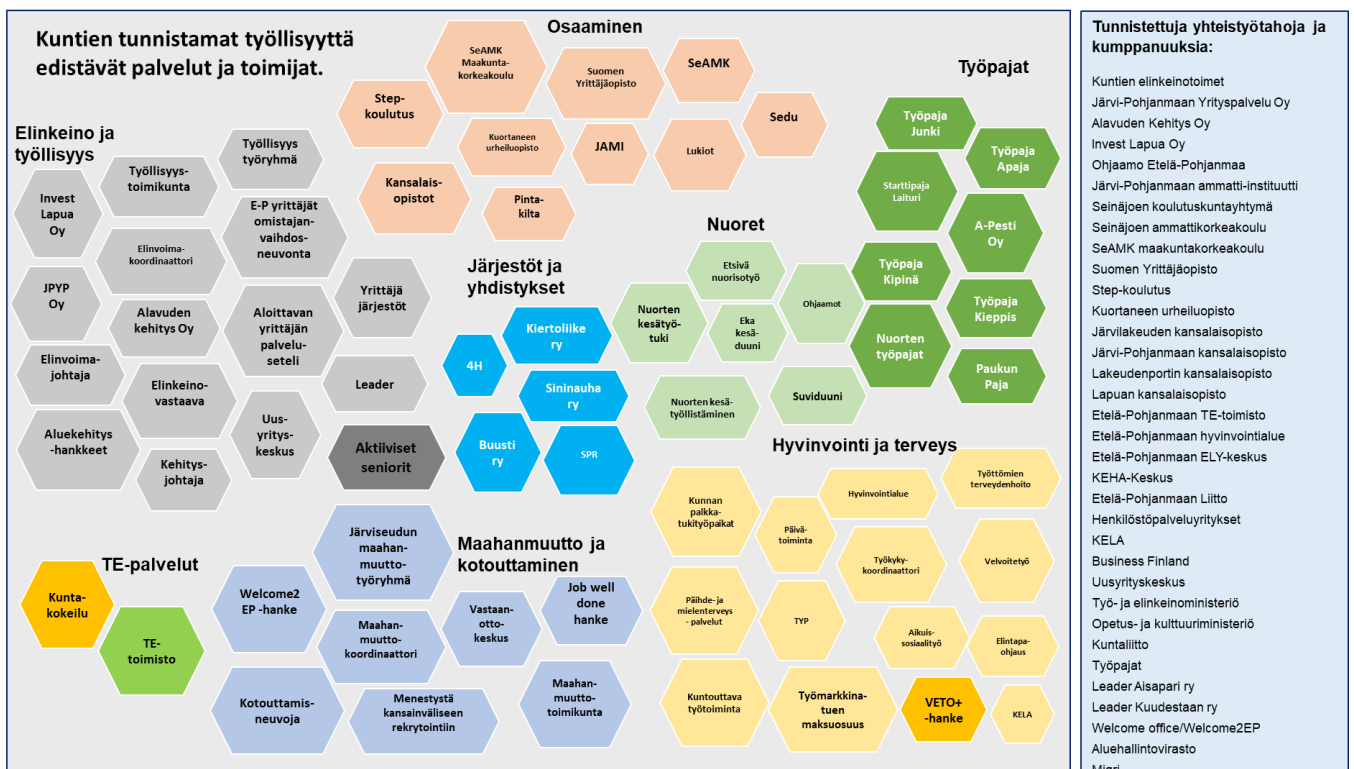 Kuntien tunnistamat työllisyyttä
edistävät palvelut ja toimijat.
Elinkeino ja
työllisyys
Työllisyys
työryhmä
Työllisyys-
toimikunta
Invest
Lapua
Oy
E-P yrittäjät
omistajan-
vaihdos-
neuvonta
Elinvoima-
koordinaattori
JPYP
Oy
Yrittäjä
järjestöt
Alavuden
kehitys Oy
Aloittavan
yrittäjän
palvelu-
seteli
Elinvoima-
johtaja
Elinkeino-
vastaava
Leader
Uus-
yritys-
keskus
Aluekehitys
-hankkeet
Kehitys-
johtaja
Aktiiviset
seniorit
Osaaminen
SeAMK
Maakunta-
korkeakoulu
Suomen
Yrittäjäopisto
SeAMK
Step-
koulutus
Sedu
Kuortaneen
urheiluopisto
JAMI
Lukiot
Kansalais-
opistot
Pinta-
kilta
Työpajat
Työpaja
Junki
Työpaja
Apaja
Starttipaja
Laituri
A-Pesti
Oy
Työpaja
Kipinä
Työpaja
Kieppis
Nuorten
työpajat
Paukun
Paja
Nuoret
Etsivä
nuorisotyö
Ohjaamot
Nuorten
kesätyö-
tuki
Eka
kesä-
duuni
Nuorten kesä-
työllistäminen
Suviduuni
Järjestöt ja
yhdistykset
Kiertoliike
ry
4H
Sininauha
ry
Buusti
ry
SPR
Hyvinvointi ja terveys
Työttömien
terveydenhoito
Hyvinvointialue
Kunnan
palkka-
tukityöpaikat
Päivä-
toiminta
Työkyky-
koordinaattori
Velvoitetyö
Päihde- ja
mielenterveys
- palvelut
TYP
Aikuis-
sosiaalityö
Elintapa-
ohjaus
Kuntouttava
työtoiminta
Työmarkkina-
tuen
maksuosuus
VETO+
-hanke
KELA
TE-palvelut
Kunta-
kokeilu
TE-
toimisto
Maahanmuutto ja
kotouttaminen
Järviseudun
maahan-
muutto-
työryhmä
Welcome2
EP -hanke
Job well
done
hanke
Vastaan-
otto-
keskus
Maahan-
muutto-
koordinaattori
Kotouttamis-
neuvoja
Menestystä
kansainväliseen
rekrytointiin
Maahan-
muutto-
toimikunta
Tunnistettuja yhteistyötahoja ja
kumppanuuksia:
Kuntien elinkeinotoimet
Järvi-Pohjanmaan Yrityspalvelu Oy
Alavuden Kehitys Oy
Invest Lapua Oy
Ohjaamo Etelä-Pohjanmaa
Järvi-Pohjanmaan ammatti-instituutti
Seinäjoen koulutuskuntayhtymä
Seinäjoen ammattikorkeakoulu
SeAMK maakuntakorkeakoulu
Suomen Yrittäjäopisto
Step-koulutus
Kuortaneen urheiluopisto
Järvilakeuden kansalaisopisto
Järvi-Pohjanmaan kansalaisopisto
Lakeudenportin kansalaisopisto
Lapuan kansalaisopisto
Etelä-Pohjanmaan TE-toimisto
Etelä-Pohjanmaan hyvinvointialue
Etelä-Pohjanmaan ELY-keskus
KEHA-Keskus
Etelä-Pohjanmaan Liitto
Henkilöstöpalveluyritykset
KELA
Business Finland
Uusyrityskeskus
Työ- ja elinkeinoministeriö
Opetus- ja kulttuuriministeriö
Kuntaliitto
Työpajat
Leader Aisapari ry
Leader Kuudestaan ry
Welcome office/Welcome2EP
Aluehallintovirasto